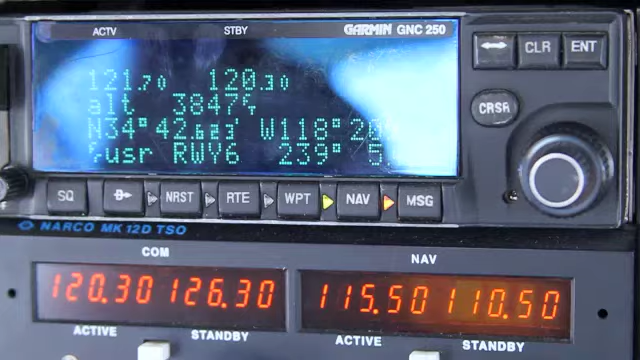 ACTV STBY GARMIN GNC 250
121.70 120.30
alt 3847ft
N34°42.623' W118°20
usr RWY6 239°
CLR ENT
CRSR
SQ D NRST RTE WPT NAV MSG
NARCO MK 12D TSO
COM NAV
120.30 126.30 115.50 110.50
ACTIVE STANDBY ACTIVE STANDBY